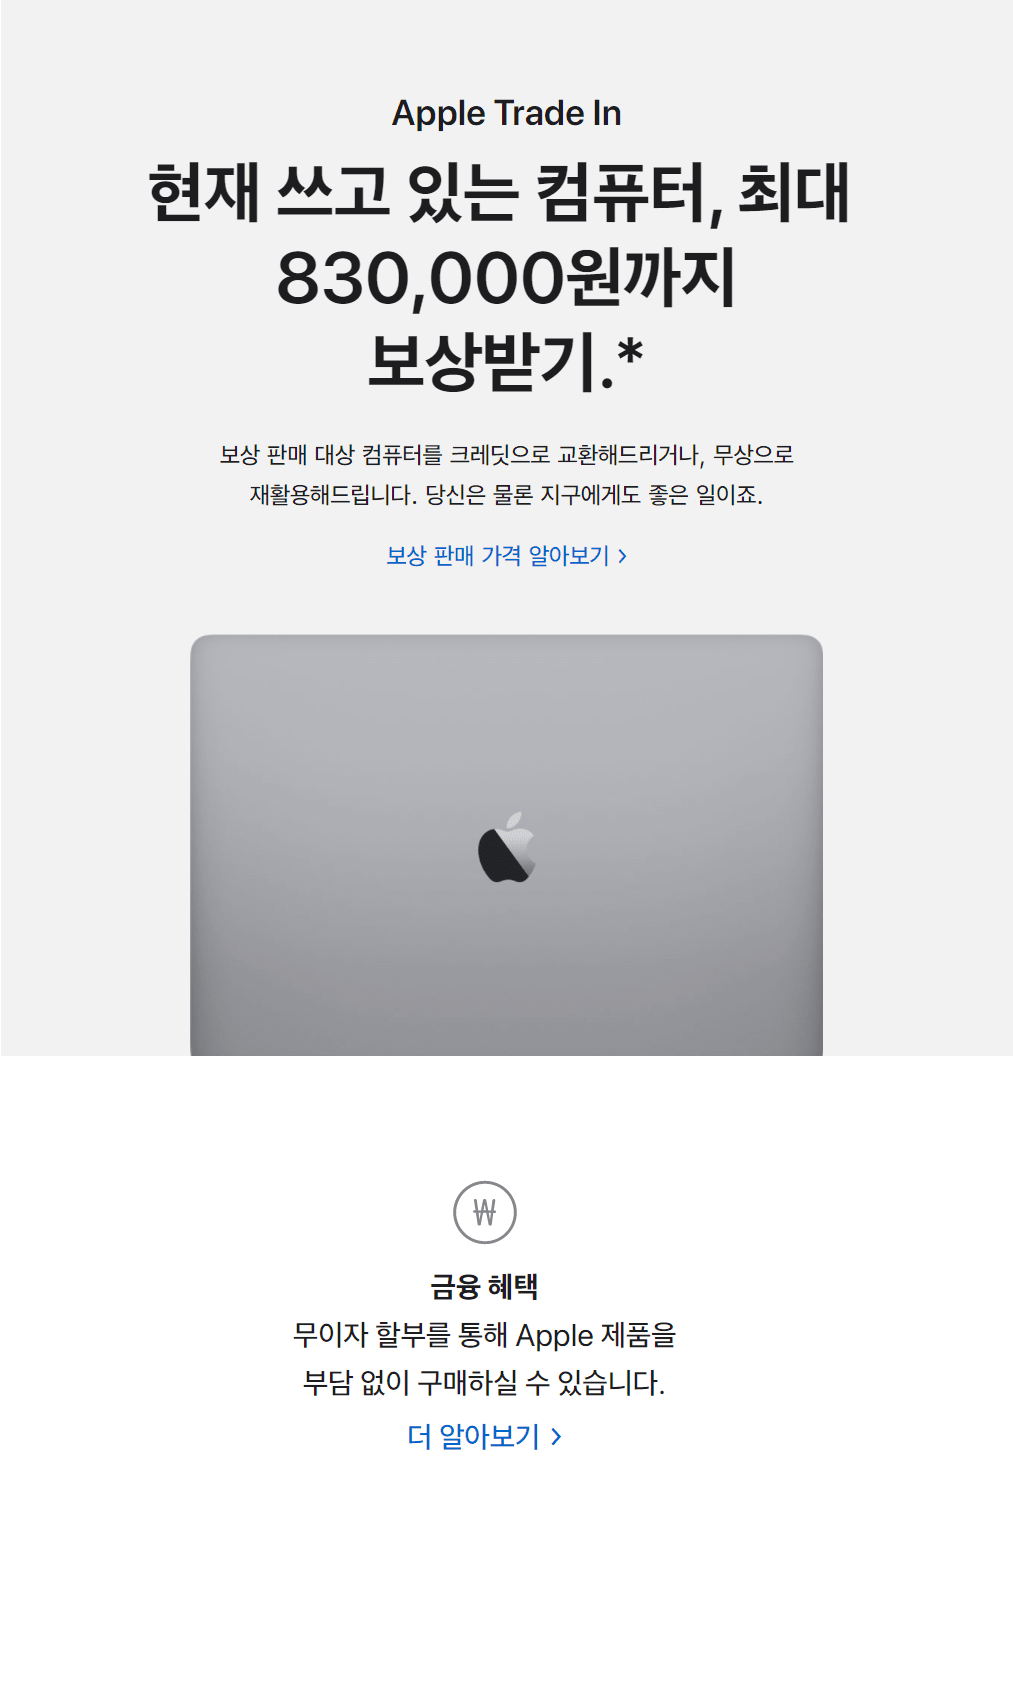 Apple Trade In
현재 쓰고 있는 컴퓨터, 최대
830,000원까지
보상받기.*
보상 판매 대상 컴퓨터를 크레딧으로 교환해드리거나, 무상으로
재활용해드립니다. 당신은 물론 지구에게도 좋은 일이죠.
보상 판매 가격 알아보기 >
₩
금융 혜택
무이자 할부를 통해 Apple 제품을
부담 없이 구매하실 수 있습니다.
더 알아보기 >